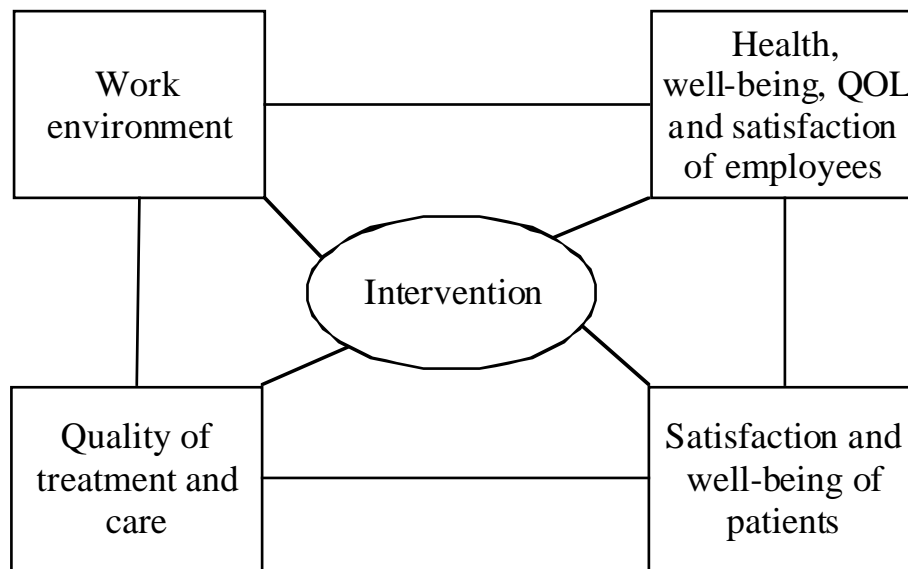 Work
environment
Health,
well-being, QOL
and satisfaction
of employees
Intervention
Quality of
treatment and
care
Satisfaction and
well-being of
patients